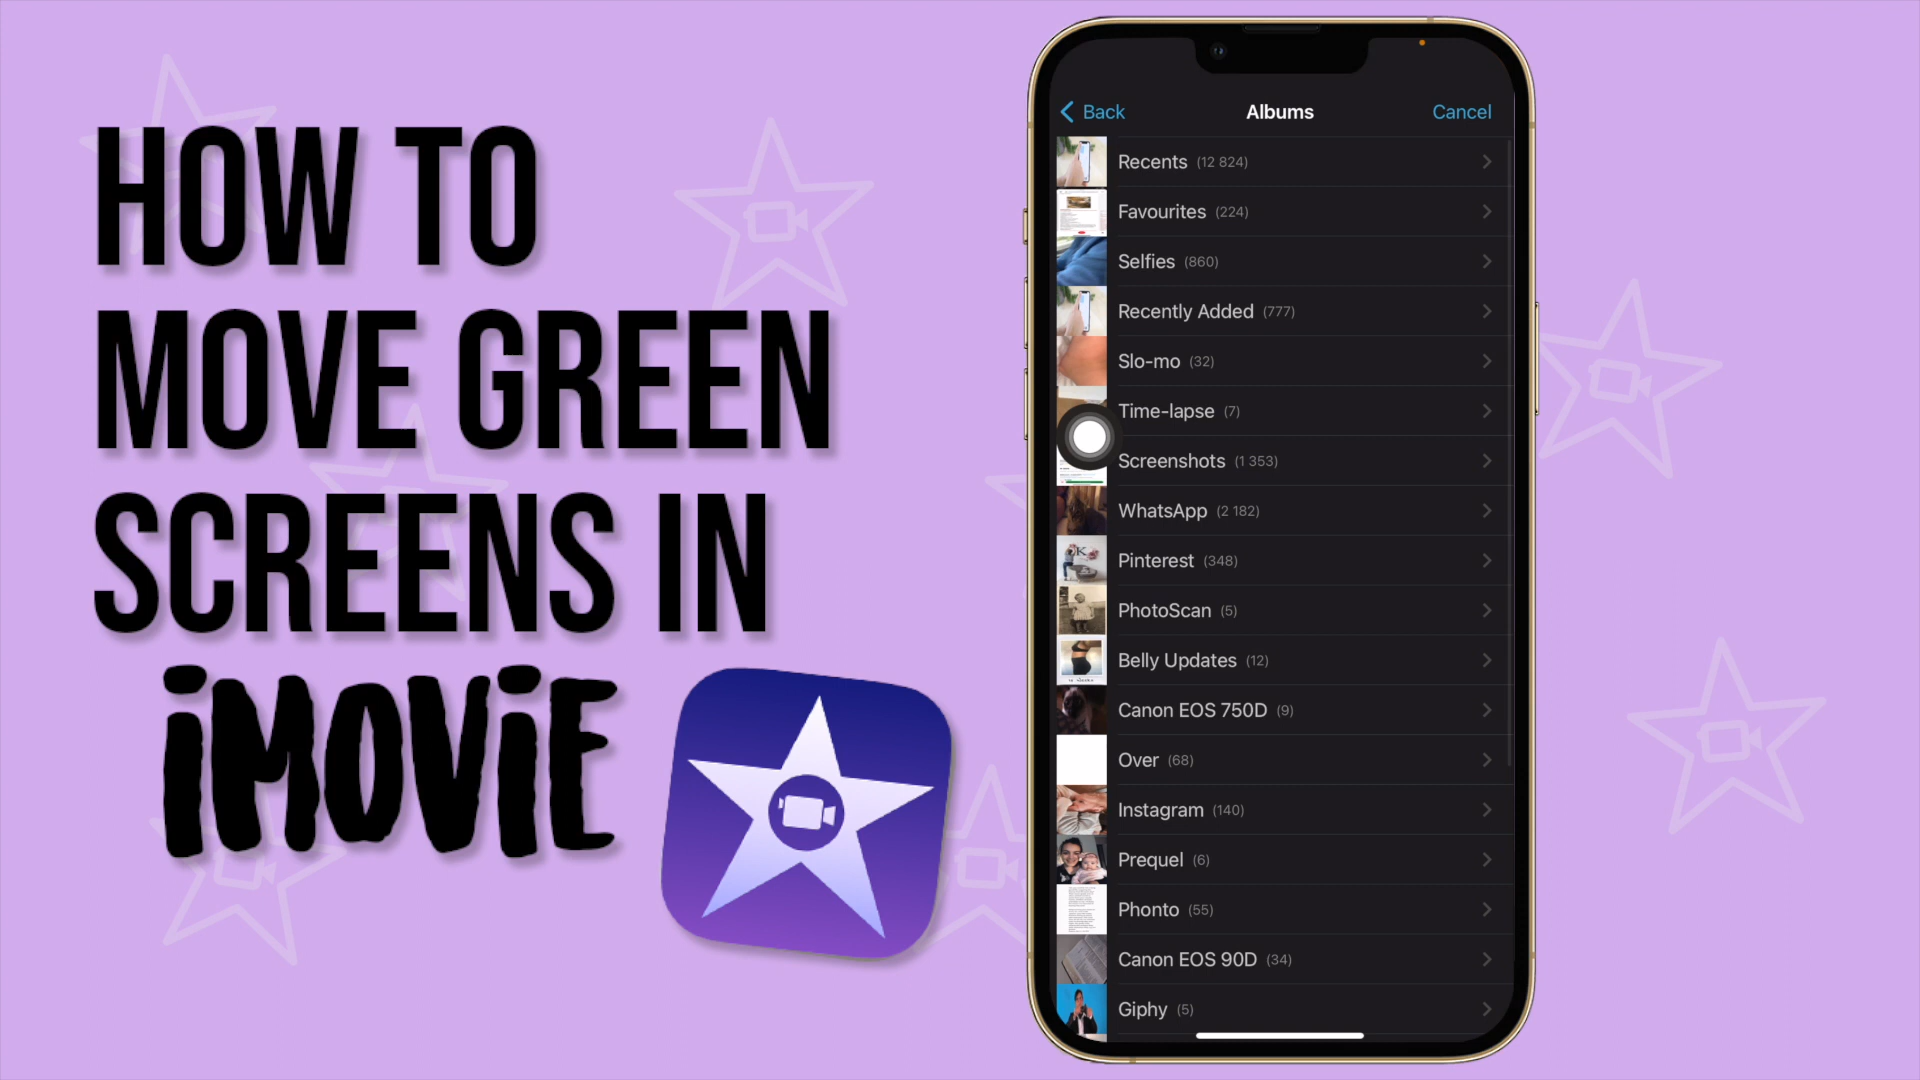 HOW TO
MOVE GREEN
SCREENS IN
iMOViE
Back
Albums
Cancel
Recents (12 824)
Favourites (224)
Selfies (860)
Recently Added (777)
Slo-mo (32)
Time-lapse (7)
Screenshots (1 353)
WhatsApp (2 182)
Pinterest (348)
PhotoScan (5)
Belly Updates (12)
Canon EOS 750D (9)
Over (68)
Instagram (140)
Prequel (6)
Phonto (55)
Canon EOS 90D (34)
Giphy (5)